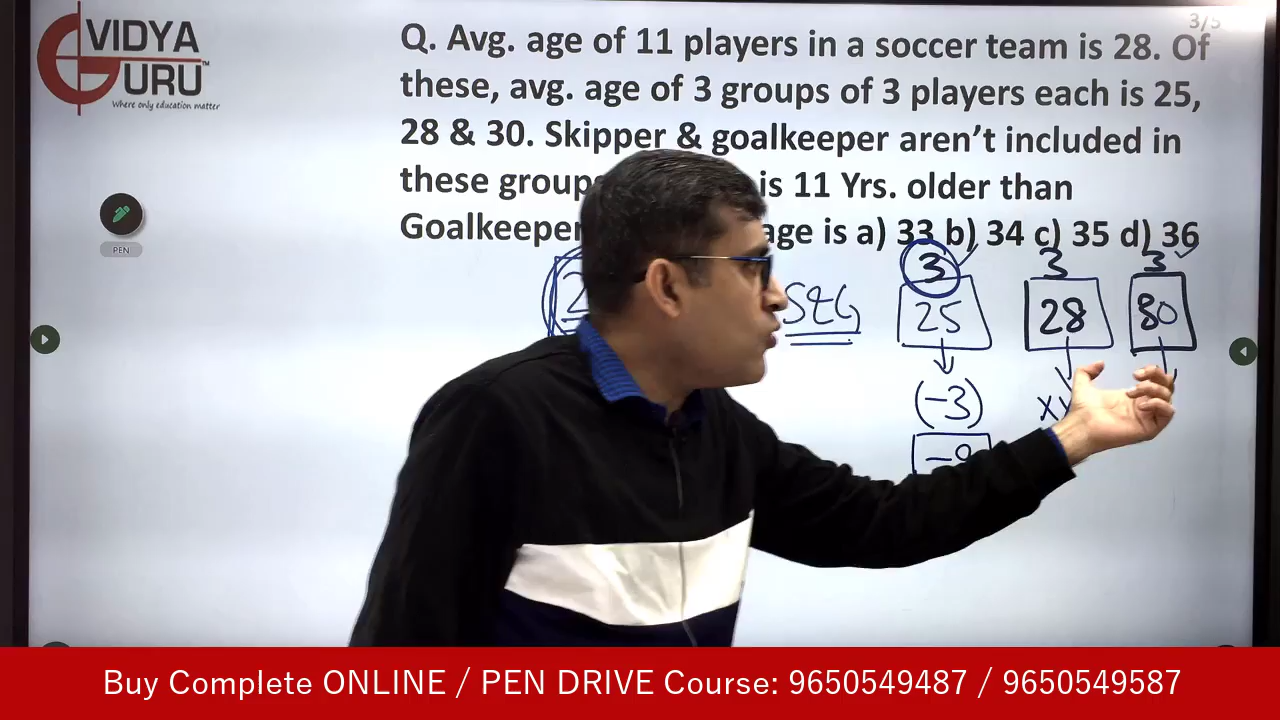 3/5
VIDYA
GURU™
Where only education matter
Q. Avg. age of 11 players in a soccer team is 28. Of
these, avg. age of 3 groups of 3 players each is 25,
28 & 30. Skipper & goalkeeper aren't included in
these is 11 Yrs. older than
Goalkeeper age is a) 33 b) 34 c) 35 d) 36
3 3 3
S&G 25 28 30
(-3)
-9
PEN
Buy Complete ONLINE / PEN DRIVE Course: 9650549487 / 9650549587